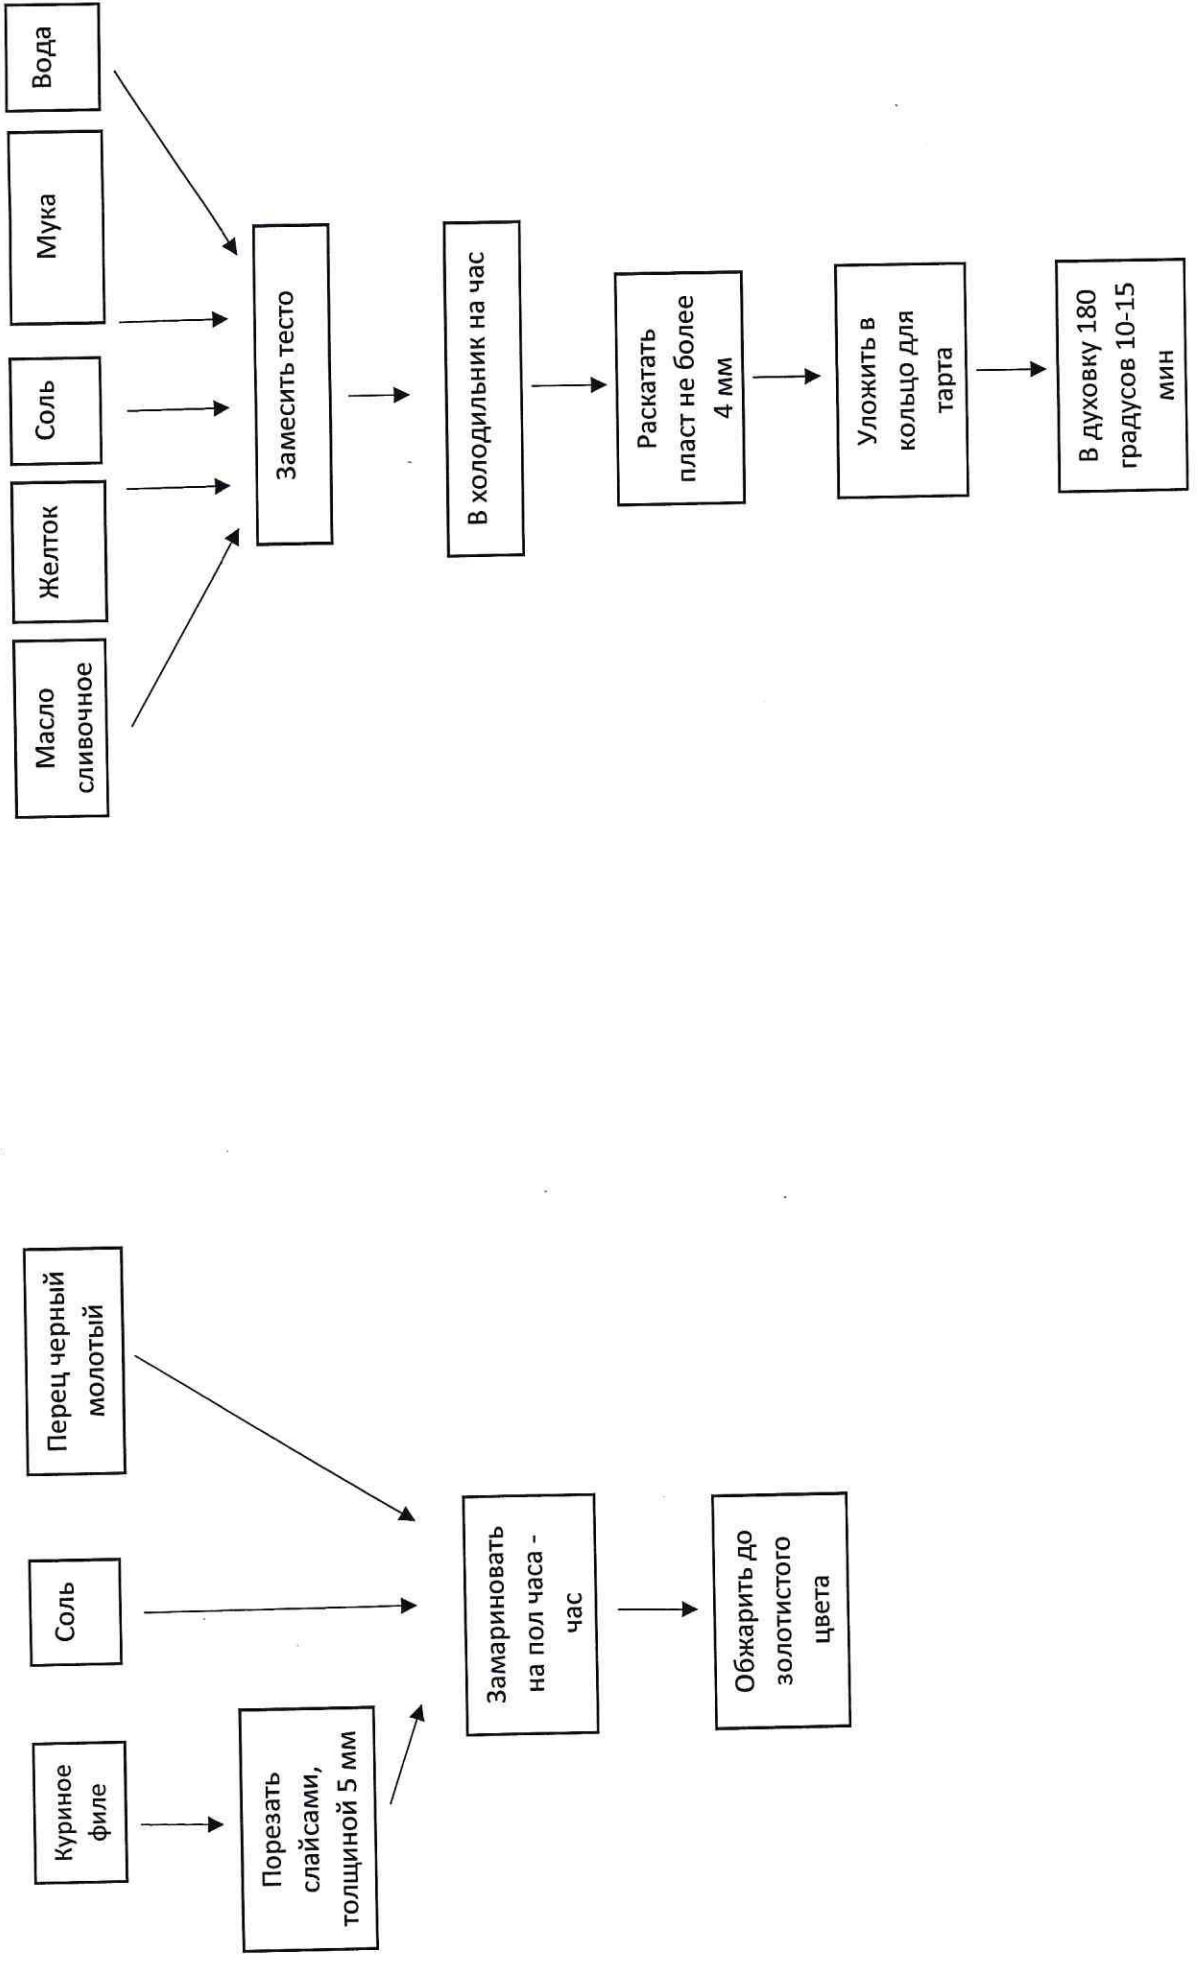 Куриное
филе
Соль
Перец черный
молотый
Порезать
слайсами,
толщиной 5 мм
Замариновать
на пол часа -
час
Обжарить до
золотистого
цвета
Масло
сливочное
Желток
Соль
Мука
Вода
Замесить тесто
В холодильник на час
Раскатать
пласт не более
4 мм
Уложить в
кольцо для
тарта
В духовку 180
градусов 10-15
мин